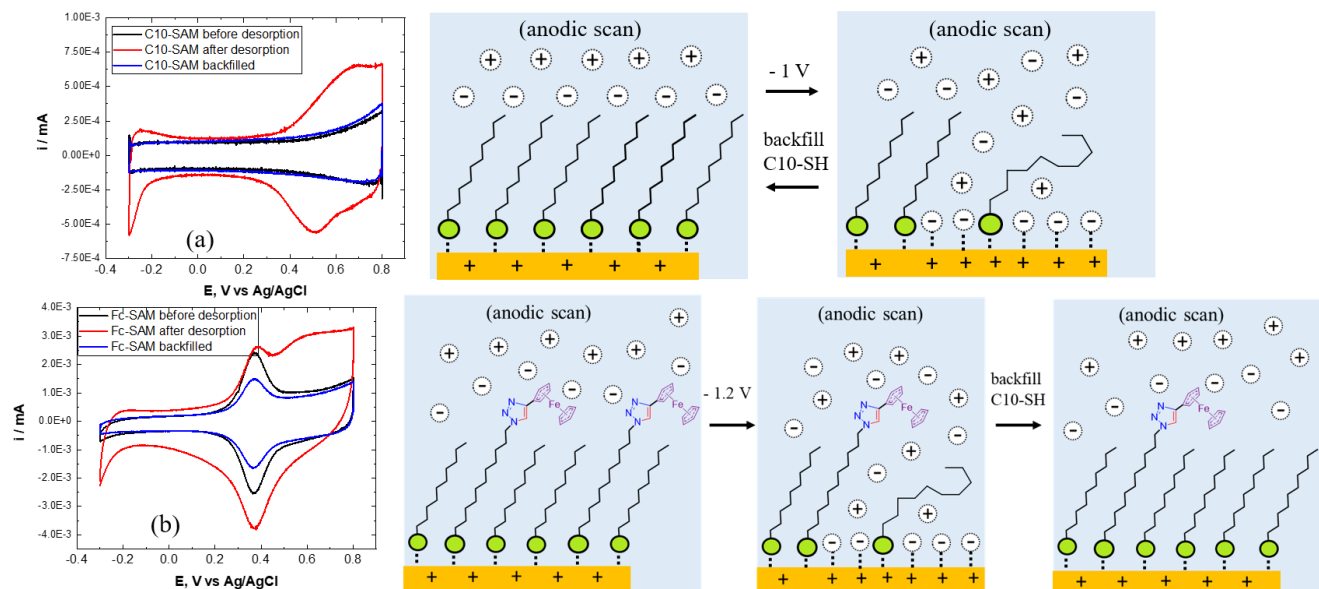 1.00E-3
7.50E-4
5.00E-4
2.50E-4
0.00E+0
-2.50E-4
-5.00E-4
-7.50E-4
i / mA
C10-SAM before desorption
C10-SAM after desorption
C10-SAM backfilled
(a)
-0.4 -0.2 0.0 0.2 0.4 0.6 0.8
E, V vs Ag/AgCl
(anodic scan)
+ + + + +
- - - - - -
+ + + + + +
- 1 V
backfill
C10-SH
(anodic scan)
- +
+
- + -
+
-
+ +
- - - - -
+ + + + + + +
4.0E-3
3.0E-3
2.0E-3
1.0E-3
0.0E+0
-1.0E-3
-2.0E-3
-3.0E-3
-4.0E-3
i / mA
Fc-SAM before desorption
Fc-SAM after desorption
Fc-SAM backfilled
(b)
-0.4 -0.2 0.0 0.2 0.4 0.6 0.8
E, V vs Ag/AgCl
(anodic scan)
+
+ + + +
- - - - -
N N
N
Fe
N N
N
Fe
+ + + + + +
- 1.2 V
(anodic scan)
N N
N
Fe
+ + + + + + +
backfill
C10-SH
(anodic scan)
N N
N
Fe
+ + + + + +